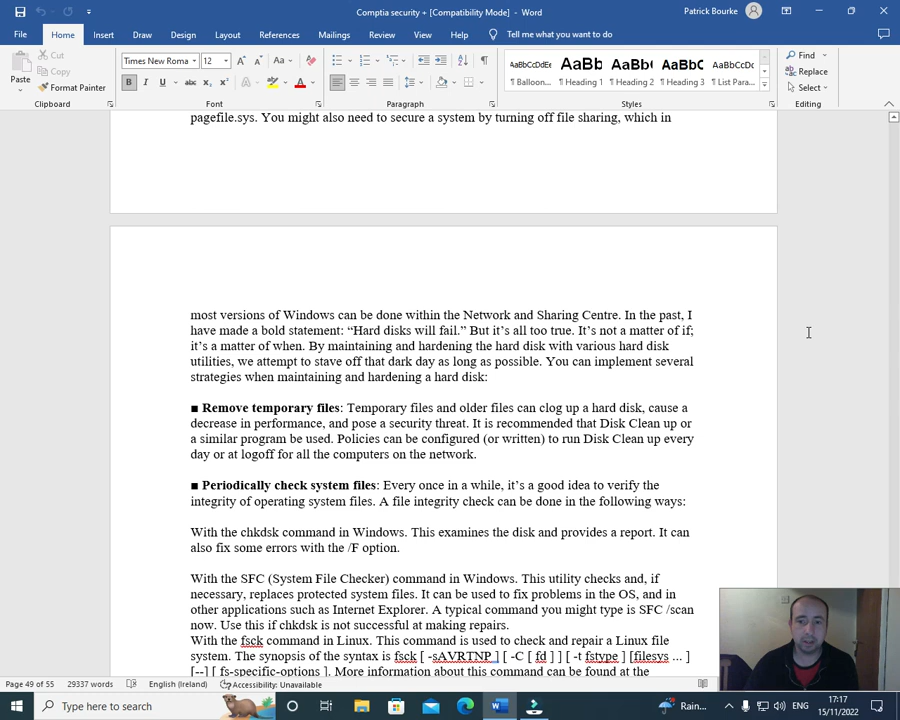 Comptia security + [Compatibility Mode] - Word
Patrick Bourke
File Home Insert Draw Design Layout References Mailings Review View Help Tell me what you want to do
Paste
Cut
Copy
Format Painter
Clipboard
Times New Roma 12
Font
Paragraph
AaBbCcDdEe AaBb( AaBb( AaBbC( AaBbCcDd
¶ Balloon... Heading 1 ¶ Heading 2 ¶ Heading 3 ¶ List Para...
Styles
Find
Replace
Select
Editing
pagefile.sys. You might also need to secure a system by turning off file sharing, which in
most versions of Windows can be done within the Network and Sharing Centre. In the past, I
have made a bold statement: “Hard disks will fail.” But it’s all too true. It’s not a matter of if;
it’s a matter of when. By maintaining and hardening the hard disk with various hard disk
utilities, we attempt to stave off that dark day as long as possible. You can implement several
strategies when maintaining and hardening a hard disk:
■ Remove temporary files: Temporary files and older files can clog up a hard disk, cause a
decrease in performance, and pose a security threat. It is recommended that Disk Clean up or
a similar program be used. Policies can be configured (or written) to run Disk Clean up every
day or at logoff for all the computers on the network.
■ Periodically check system files: Every once in a while, it’s a good idea to verify the
integrity of operating system files. A file integrity check can be done in the following ways:
With the chkdsk command in Windows. This examines the disk and provides a report. It can
also fix some errors with the /F option.
With the SFC (System File Checker) command in Windows. This utility checks and, if
necessary, replaces protected system files. It can be used to fix problems in the OS, and in
other applications such as Internet Explorer. A typical command you might type is SFC /scan
now. Use this if chkdsk is not successful at making repairs.
With the fsck command in Linux. This command is used to check and repair a Linux file
system. The synopsis of the syntax is fsck [ -sAVRTNP ] [ -C [ fd ] ] [ -t fstype ] [filesys ... ]
[--] [ fs-specific-options ]. More information about this command can be found at the
Page 49 of 55 29337 words English (Ireland) Accessibility: Unavailable
Type here to search
Rain...
17:17
15/11/2022